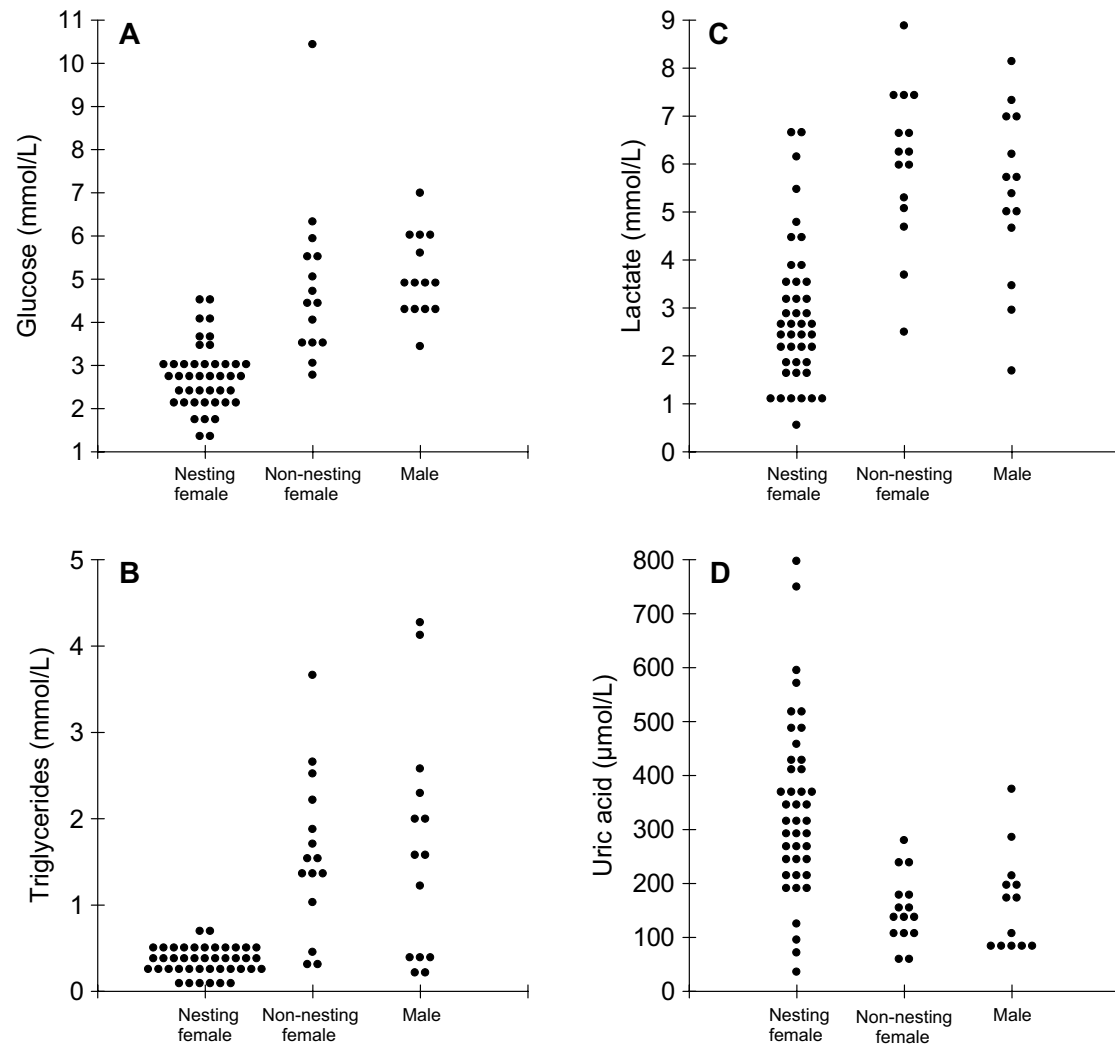 A
Glucose (mmol/L)
11
10
9
8
7
6
5
4
3
2
1
Nesting
female
Non-nesting
female
Male
C
Lactate (mmol/L)
9
8
7
6
5
4
3
2
1
0
Nesting
female
Non-nesting
female
Male
B
Triglycerides (mmol/L)
5
4
3
2
1
0
Nesting
female
Non-nesting
female
Male
D
Uric acid (µmol/L)
800
700
600
500
400
300
200
100
0
Nesting
female
Non-nesting
female
Male